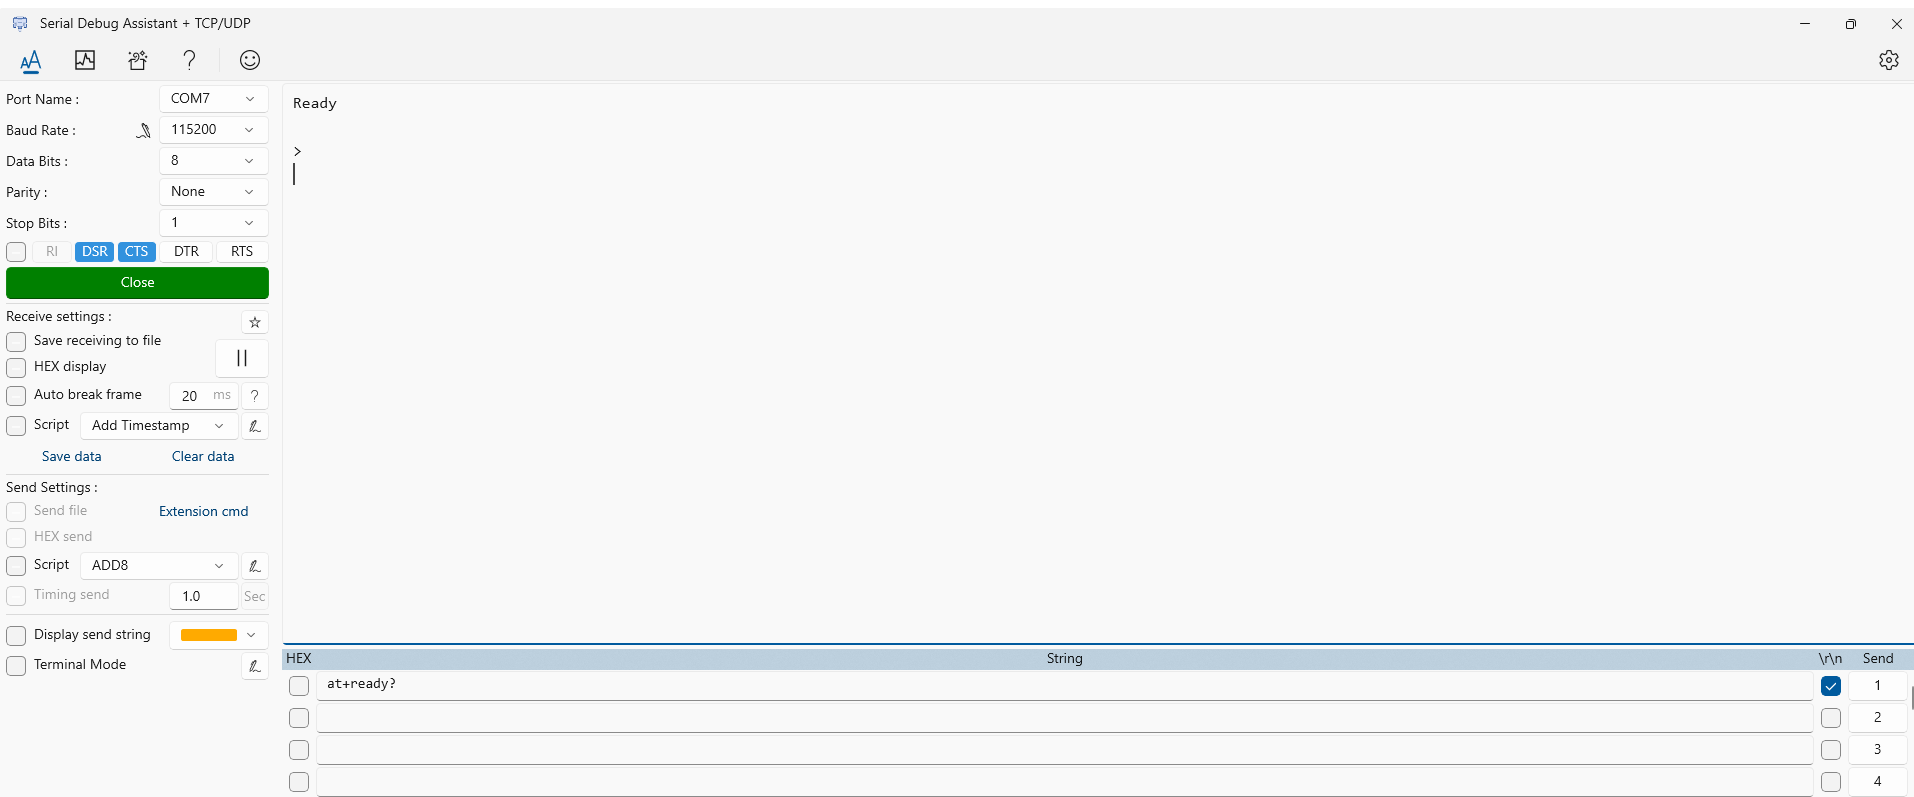 Serial Debug Assistant + TCP/UDP
Port Name :
COM7
Baud Rate :
115200
Data Bits :
8
Parity :
None
Stop Bits :
1
RI DSR CTS DTR RTS
Close
Receive settings :
Save receiving to file
HEX display
Auto break frame 20 ms ?
Script Add Timestamp
Save data Clear data
Send Settings :
Send file Extension cmd
HEX send
Script ADD8
Timing send 1.0 Sec
Display send string
Terminal Mode
Ready
>
HEX String \r\n Send
at+ready? 1
2
3
4